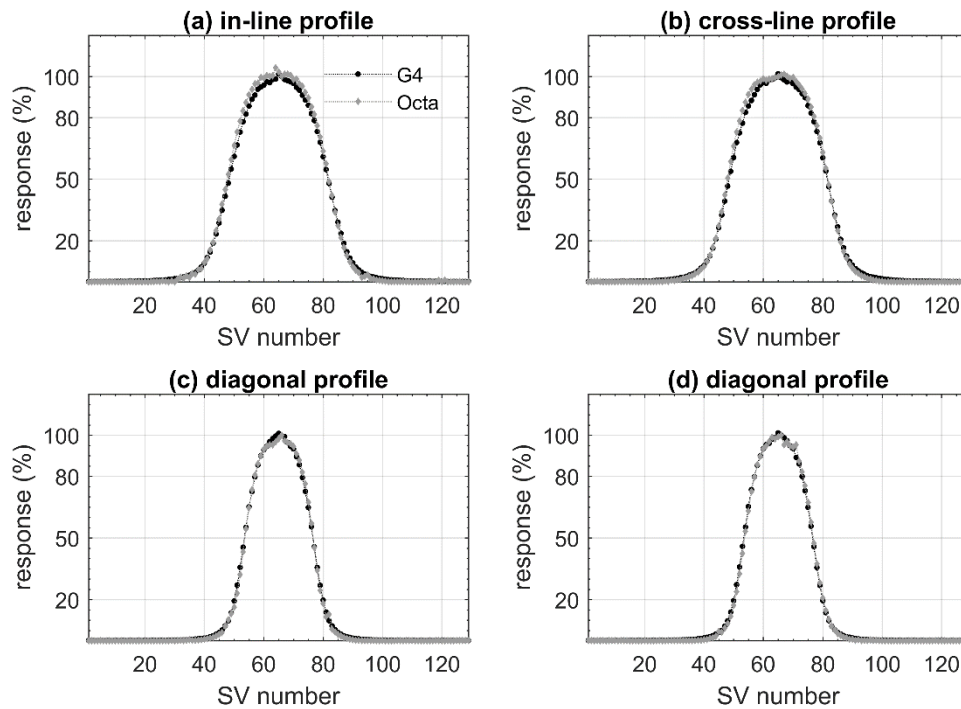 (a) in-line profile
response (%)
100
80
50
20
G4
Octa
20 40 60 80 100 120
SV number
(b) cross-line profile
response (%)
100
80
50
20
20 40 60 80 100 120
SV number
(c) diagonal profile
response (%)
100
80
50
20
20 40 60 80 100 120
SV number
(d) diagonal profile
response (%)
100
80
50
20
20 40 60 80 100 120
SV number